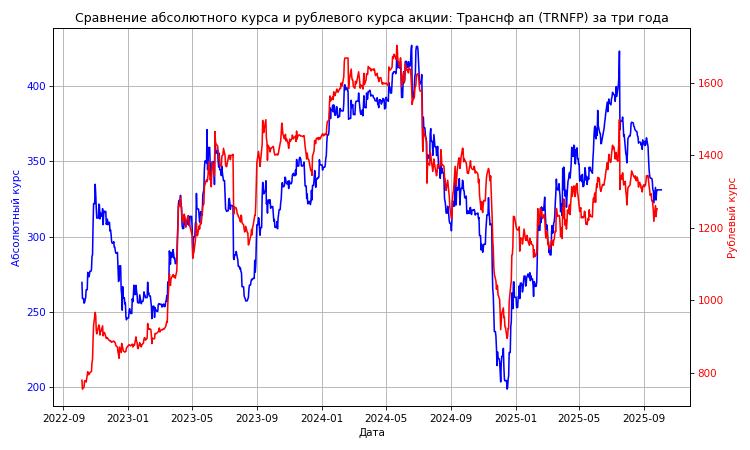 Сравнение абсолютного курса и рублевого курса акции: Транснф ап (TRNFP) за три года
Абсолютный курс
400
350
300
250
200
Рублевый курс
1600
1400
1200
1000
800
2022-09 2023-01 2023-05 2023-09 2024-01 2024-05 2024-09 2025-01 2025-05 2025-09
Дата